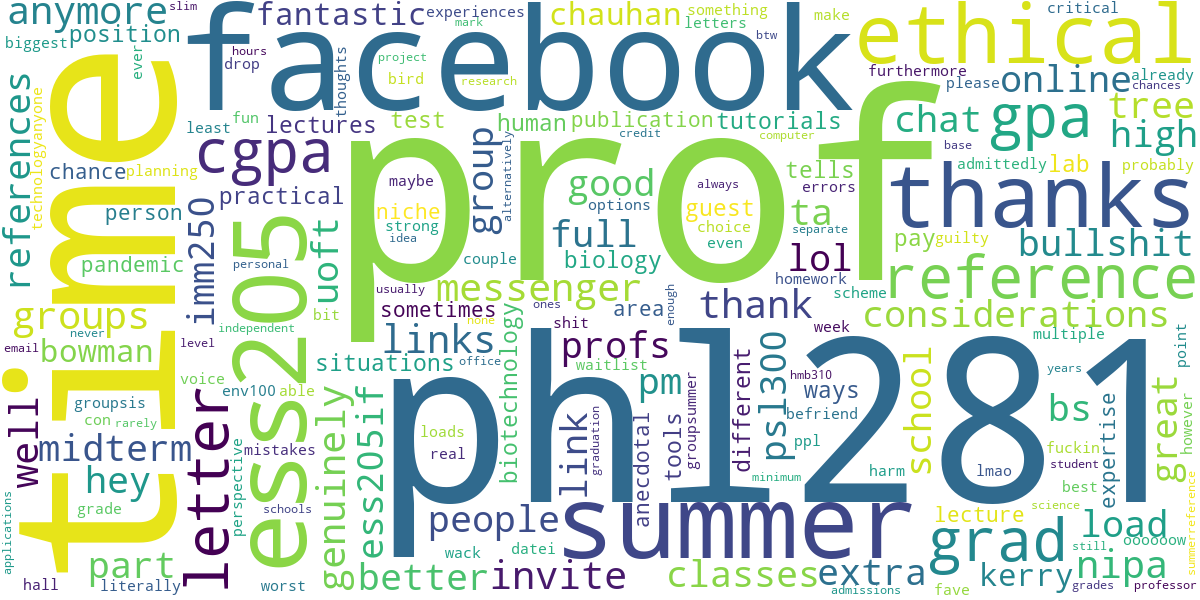 anymore
position
biggest
ever
slim
fantastic
experiences
mark
letters
chauhan
something
make
critical
hours
drop
project
bird
research
thoughts
btw
facebook
ethical
furthermore
please
online
already
chances
references
technologyanyone
time
least
fun
lectures
test
human
publication
tutorials
credit
computer
chat
gpa
tree
high
base
cgpa
chance
planning
practical
person
imm250
prof
maybe
niche
strong
idea
group
alternatively
good
options
full
biology
couple
always
guest
choice
even
separate
tells
errors
ta
admittedly
lab
probably
thanks
pay
guilty
bullshit
pandemic
personal
uoft
bit
groups
never
independent
ess205
usually
messenger
sometimes
none
ones
area
enough
thank
lol
homework
scheme
reference
considerations
week
multiple
point
email
bowman
level
links
situations
shit
profs
waitlist
phl281
hmb310
psl300
ways
befriend
ppl
school
years
bs
great
however
voice
env100
able
groupsis
con
rarely
well
midterm
hey
grade
letter
mistakes
perspective
genuinely
ess205if
loads
real
biotechnology
link
graduation
anecdotal
pm
tools
groupsummer
different
minimum
harm
lmao
fuckin
student
best
expertise
applications
part
hall
literally
schools
worst
better
people
wack
datei
invite
summer
classes
admissions
extra
fave
lecture
grad
science
still
load
oooooow
kerry
nipa
grades
professor
office
summerreference